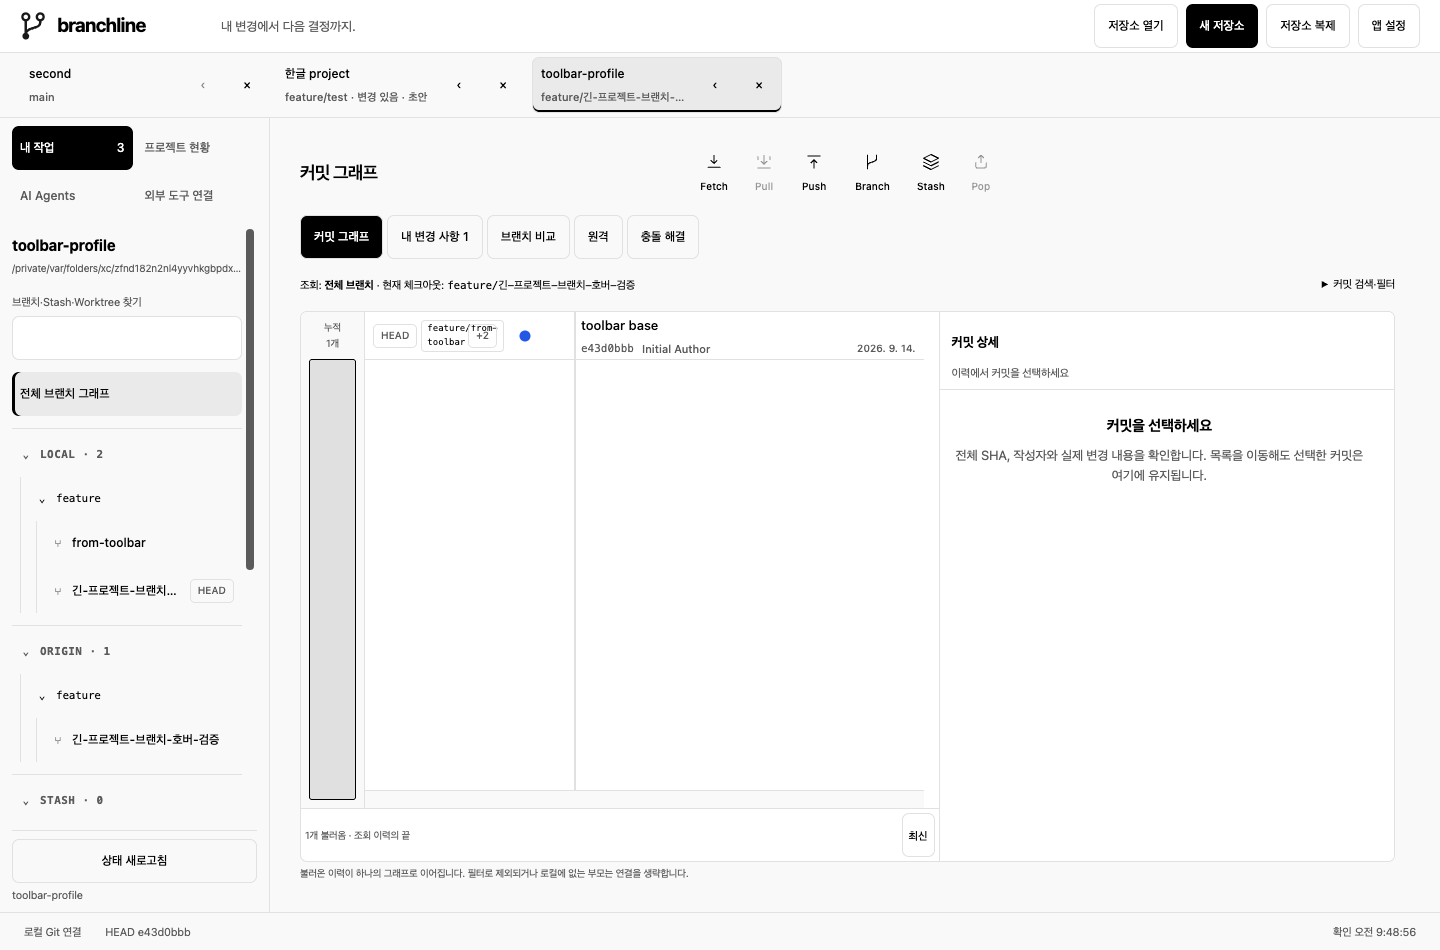 branchline
내 변경에서 다음 결정까지.
저장소 열기
새 저장소
저장소 복제
앱 설정
second
main
한글 project
feature/test · 변경 있음 · 초안
toolbar-profile
feature/긴-프로젝트-브랜치-...
내 작업 3
프로젝트 현황
AI Agents
외부 도구 연결
toolbar-profile
/private/var/folders/xc/zfnd182n2nl4yyvhkgbpdx...
브랜치·Stash·Worktree 찾기
전체 브랜치 그래프
LOCAL · 2
feature
from-toolbar
긴-프로젝트-브랜치... HEAD
ORIGIN · 1
feature
긴-프로젝트-브랜치-호버-검증
STASH · 0
상태 새로고침
toolbar-profile
커밋 그래프
Fetch
Pull
Push
Branch
Stash
Pop
커밋 그래프
내 변경 사항 1
브랜치 비교
원격
충돌 해결
조회: 전체 브랜치 · 현재 체크아웃: feature/긴-프로젝트-브랜치-호버-검증
▶ 커밋 검색·필터
누적
1개
HEAD
feature/from-
toolbar
+2
toolbar base
e43d0bbb Initial Author 2026. 9. 14.
커밋 상세
이력에서 커밋을 선택하세요
커밋을 선택하세요
전체 SHA, 작성자와 실제 변경 내용을 확인합니다. 목록을 이동해도 선택한 커밋은
여기에 유지됩니다.
1개 불러옴 · 조회 이력의 끝
최신
불러온 이력이 하나의 그래프로 이어집니다. 필터로 제외되거나 로컬에 없는 부모는 연결을 생략합니다.
로컬 Git 연결
HEAD e43d0bbb
확인 오전 9:48:56